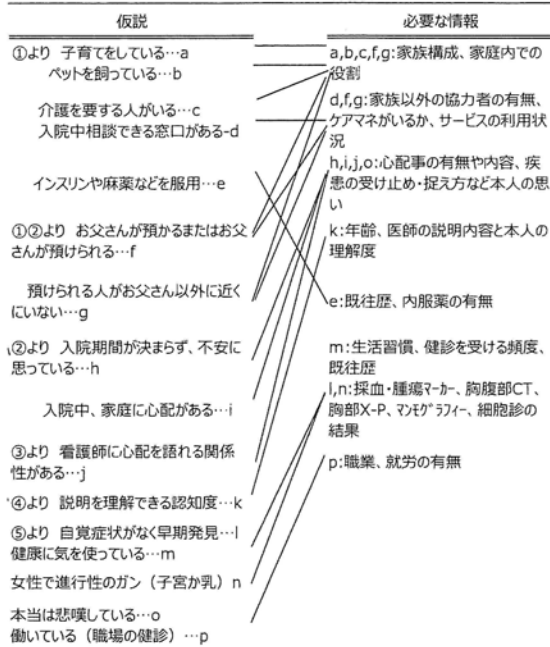 仮説
①より 子育てをしている…a
ペットを飼っている…b
介護を要する人がいる…c
入院中相談できる窓口がある-d
インスリンや麻薬などを服用…e
①②より お父さんが預かるまたはお父
さんが預けられる…f
預けられる人がお父さん以外に近く
にいない…g
②より 入院期間が決まらず、不安に
思っている…h
入院中、家庭に心配がある…i
③より 看護師に心配を語れる関係
性がある…j
④より 説明を理解できる認知度…k
⑤より 自覚症状がなく早期発見…l
健康に気を使っている…m
女性で進行性のガン（子宮か乳）n
本当は悲嘆している…o
働いている（職場の健診）…p
必要な情報
a,b,c,f,g:家族構成、家庭内での
役割
d,f,g:家族以外の協力者の有無、
ケアマネがいるか、サービスの利用状
況
h,i,j,o:心配事の有無や内容、疾
患の受け止め・捉え方など本人の思
い
k:年齢、医師の説明内容と本人の
理解度
e:既往歴、内服薬の有無
m:生活習慣、健診を受ける頻度、
既往歴
l,n:採血・腫瘍マーカー、胸腹部CT、
胸部X-P、マンモグラフィー、細胞診の
結果
p:職業、就労の有無